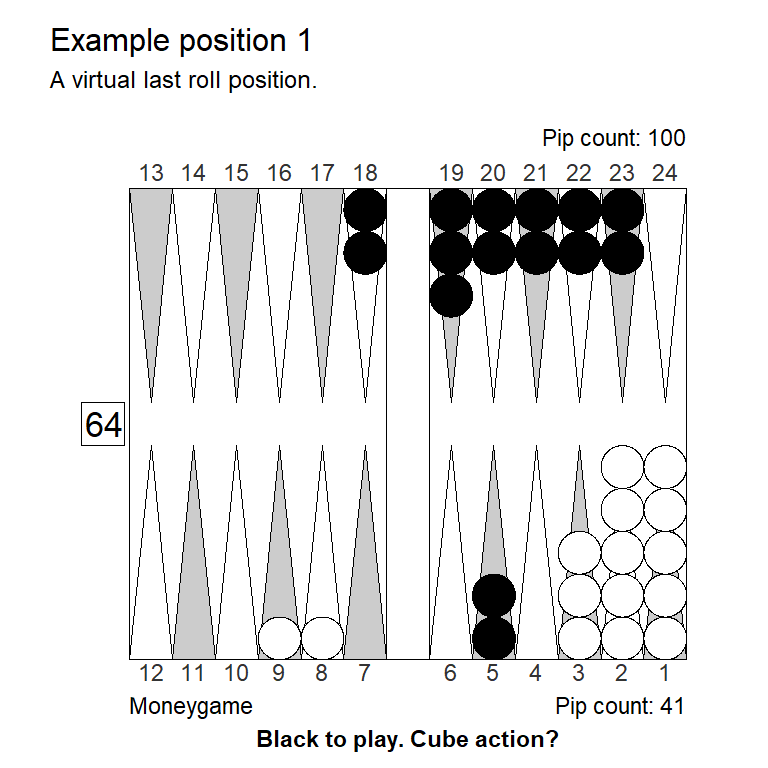 Example position 1
A virtual last roll position.
Pip count: 100
13 14 15 16 17 18 19 20 21 22 23 24
64
12 11 10 9 8 7 6 5 4 3 2 1
Moneygame Pip count: 41
Black to play. Cube action?